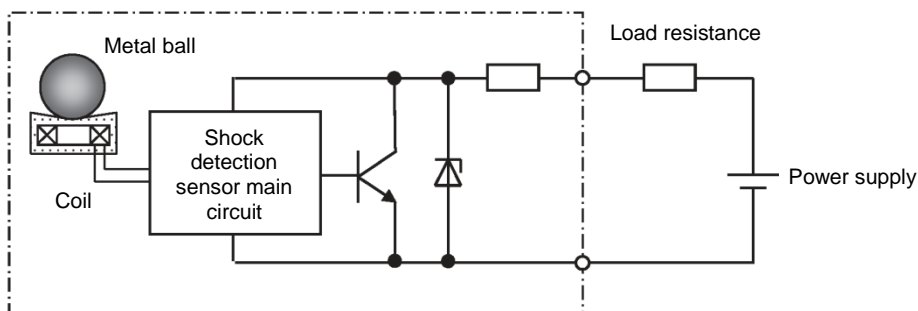 Metal ball
Load resistance
Shock
detection
sensor main
circuit
Coil
Power supply